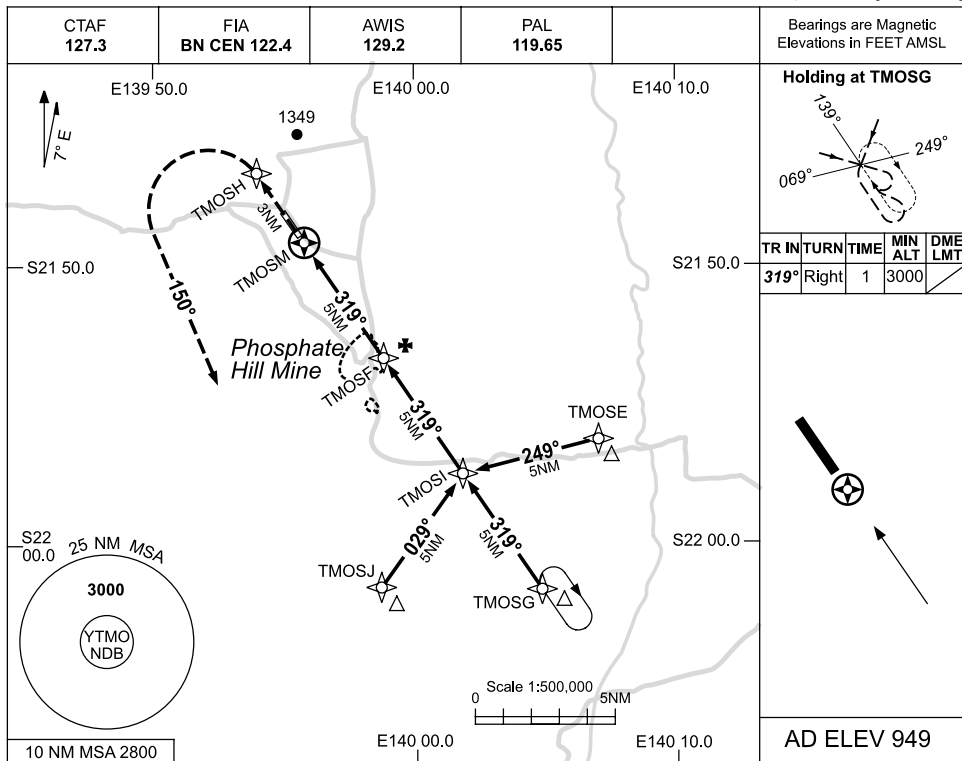 CTAF
127.3
FIA
BN CEN 122.4
AWIS
129.2
PAL
119.65
Bearings are Magnetic
Elevations in FEET AMSL
E139 50.0
E140 00.0
E140 10.0
7° E
1349
TMOSH
3NM
TMOSM
S21 50.0
S21 50.0
150°
319°
5NM
Phosphate
Hill Mine
TMOSF
319°
5NM
TMOSE
249°
5NM
TMOSI
029°
5NM
319°
5NM
TMOSJ
TMOSG
S22
00.0
S22 00.0
25 NM MSA
3000
YTMO
NDB
10 NM MSA 2800
Scale 1:500,000
0
5NM
E140 00.0
E140 10.0
Holding at TMOSG
139°
249°
069°
TR IN
TURN
TIME
MIN
ALT
DME
LMT
319°
Right
1
3000
AD ELEV 949